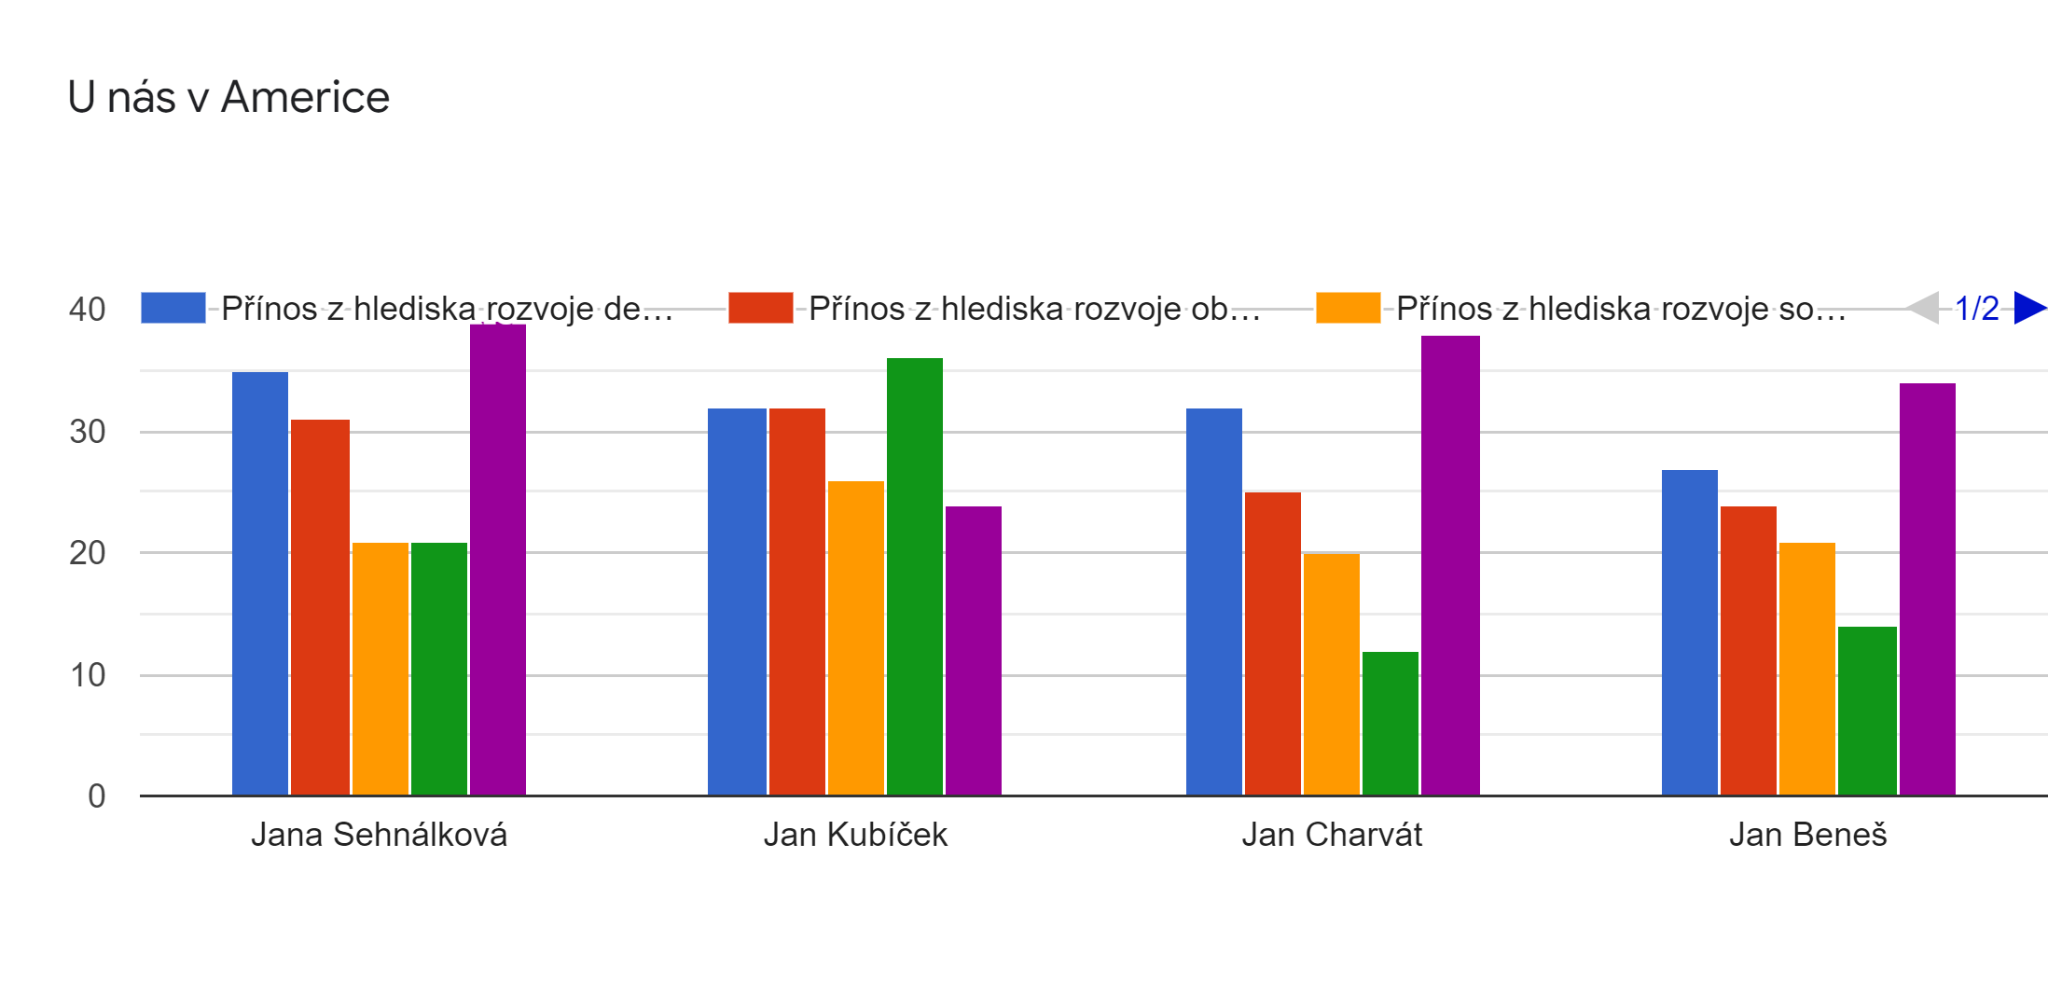 U nás v Americe
40
Přínos z hlediska rozvoje de…
Přínos z hlediska rozvoje ob…
Přínos z hlediska rozvoje so…
1/2
30
20
10
0
Jana Sehnálková
Jan Kubíček
Jan Charvát
Jan Beneš